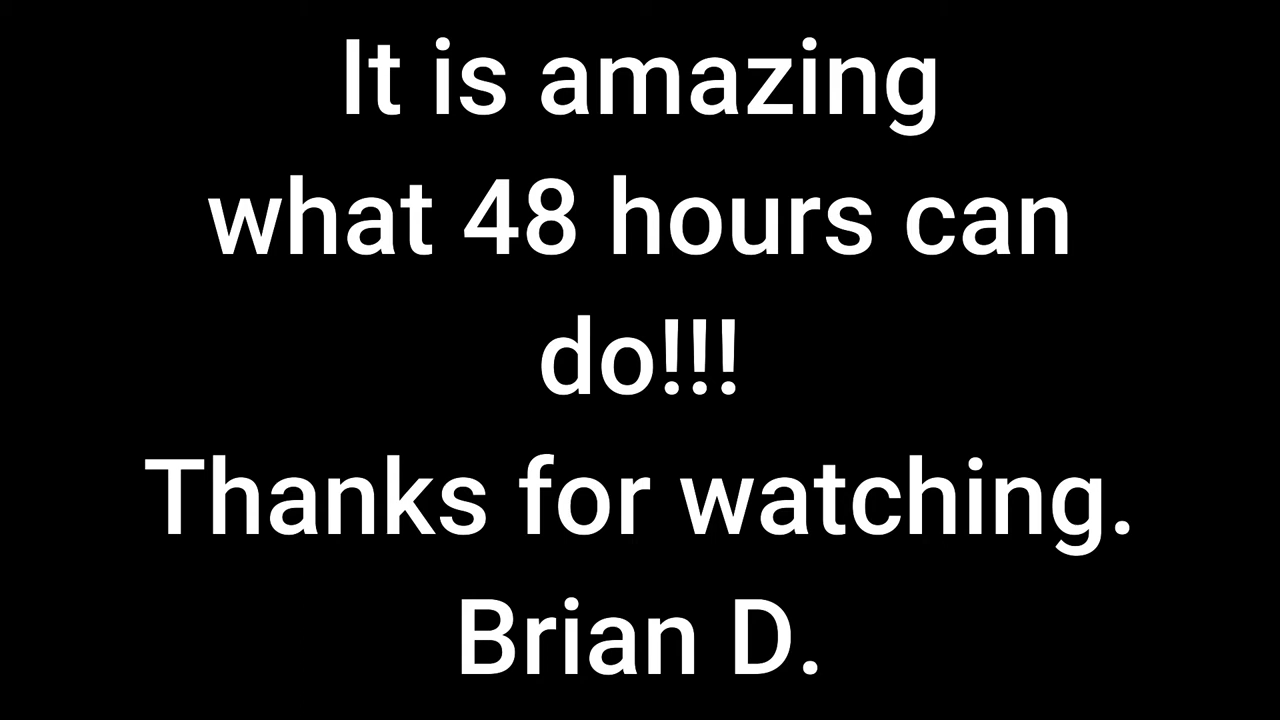 It is amazing
what 48 hours can
do!!!
Thanks for watching.
Brian D.